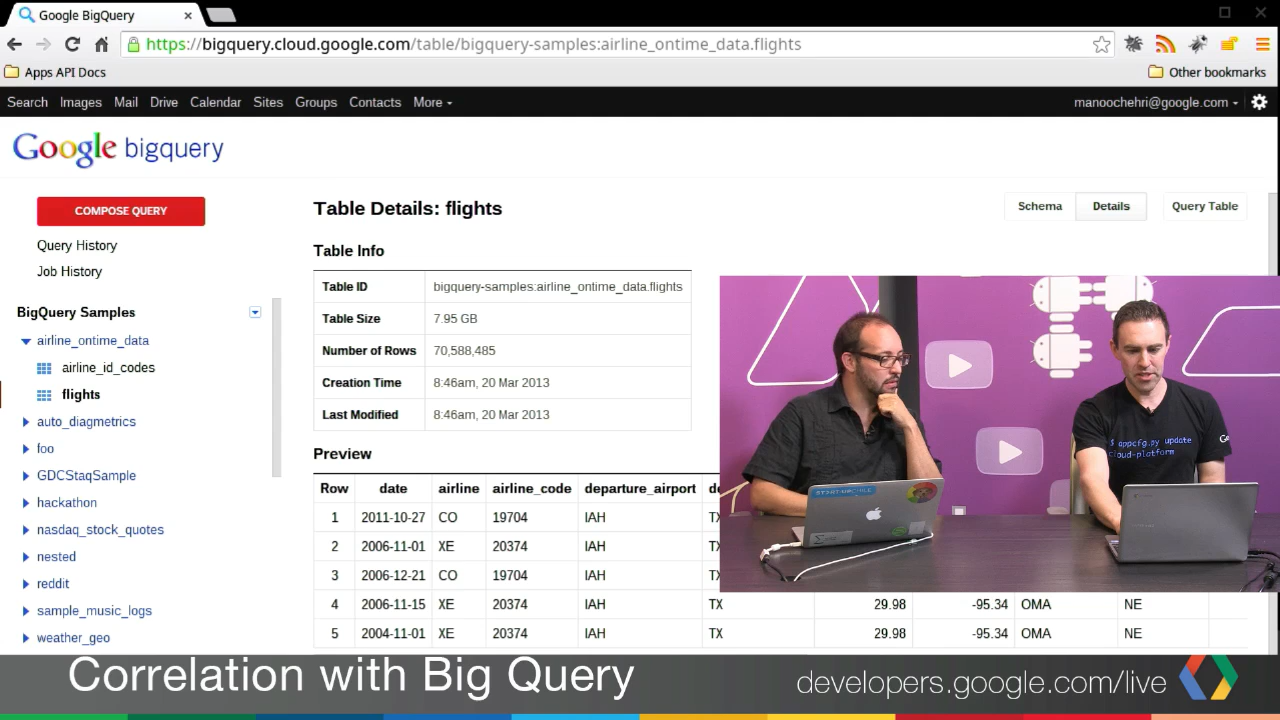 Google BigQuery
https://bigquery.cloud.google.com/table/bigquery-samples:airline_ontime_data.flights
Apps API Docs
Other bookmarks
Search Images Mail Drive Calendar Sites Groups Contacts More
manoochehri@google.com
Google bigquery
COMPOSE QUERY
Query History
Job History
BigQuery Samples
airline_ontime_data
airline_id_codes
flights
auto_diagmetrics
foo
GDCStaqSample
hackathon
nasdaq_stock_quotes
nested
reddit
sample_music_logs
weather_geo
Table Details: flights
Schema Details Query Table
Table Info
Table ID bigquery-samples:airline_ontime_data.flights
Table Size 7.95 GB
Number of Rows 70,588,485
Creation Time 8:46am, 20 Mar 2013
Last Modified 8:46am, 20 Mar 2013
Preview
Row date airline airline_code departure_airport
1 2011-10-27 CO 19704 IAH
2 2006-11-01 XE 20374 IAH
3 2006-12-21 CO 19704 IAH
4 2006-11-15 XE 20374 IAH TX 29.98 -95.34 OMA NE
5 2004-11-01 XE 20374 IAH TX 29.98 -95.34 OMA NE
$ appcfg.py update
cloud-platform
Correlation with Big Query
developers.google.com/live